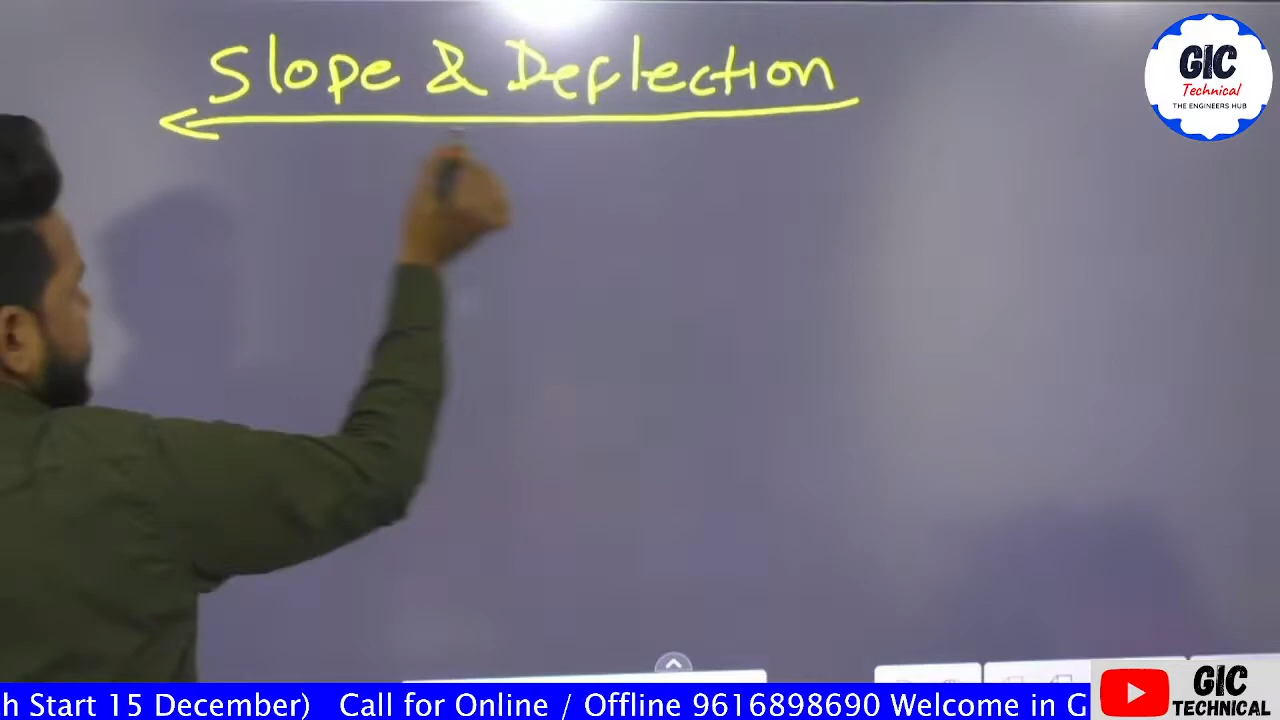 Slope & Deflection
GIC
Technical
THE ENGINEERS HUB
h Start 15 December) Call for Online / Offline 9616898690 Welcome in G
GIC
TECHNICAL